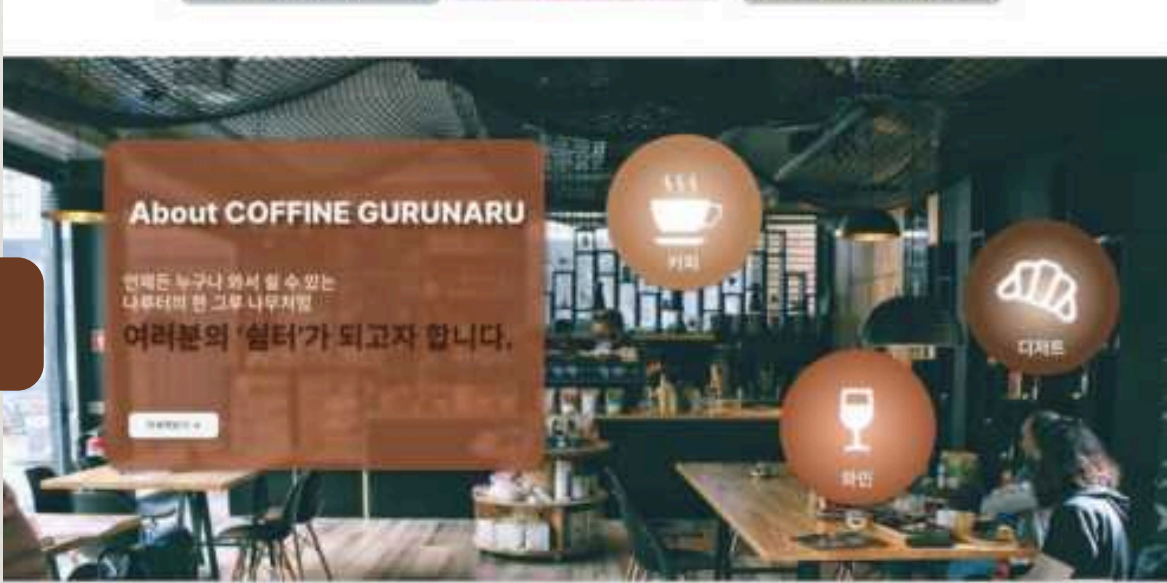 About COFFINE GURUNARU
언제든 누구나 와서 쉴 수 있는
나루터의 한 그루 나무처럼
여러분의 '쉴터'가 되고자 합니다.
커피
디저트
와인